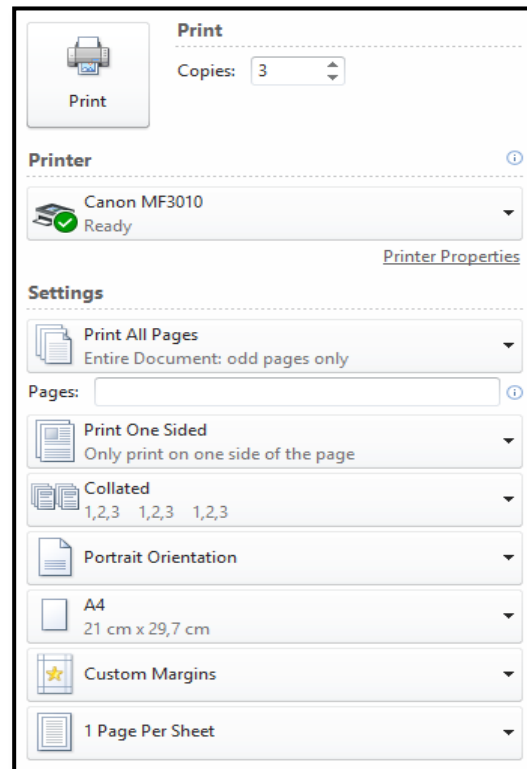 Print
Copies: 3
Print
Printer
Canon MF3010
Ready
Printer Properties
Settings
Print All Pages
Entire Document: odd pages only
Pages:
Print One Sided
Only print on one side of the page
Collated
1,2,3 1,2,3 1,2,3
Portrait Orientation
A4
21 cm x 29,7 cm
Custom Margins
1 Page Per Sheet